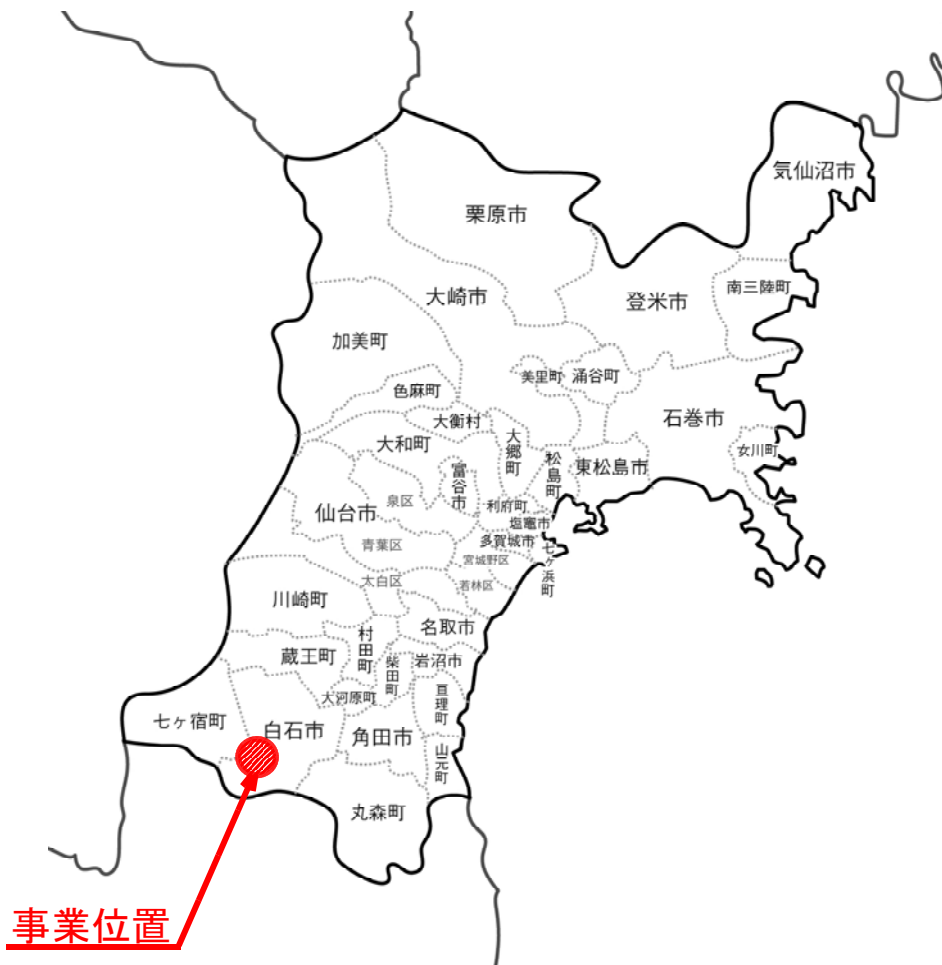 気仙沼市
栗原市
南三陸町
大崎市
登米市
加美町
美里町
涌谷町
色麻町
大衡村
石巻市
大和町
大郷町
松島町
女川町
東松島市
富谷市
泉区
利府町
仙台市
塩竈市
多賀城市
青葉区
宮城野区
七ヶ浜町
太白区
若林区
川崎町
名取市
村田町
蔵王町
柴田町
岩沼市
大河原町
亘理町
七ヶ宿町
白石市
角田市
山元町
丸森町
事業位置